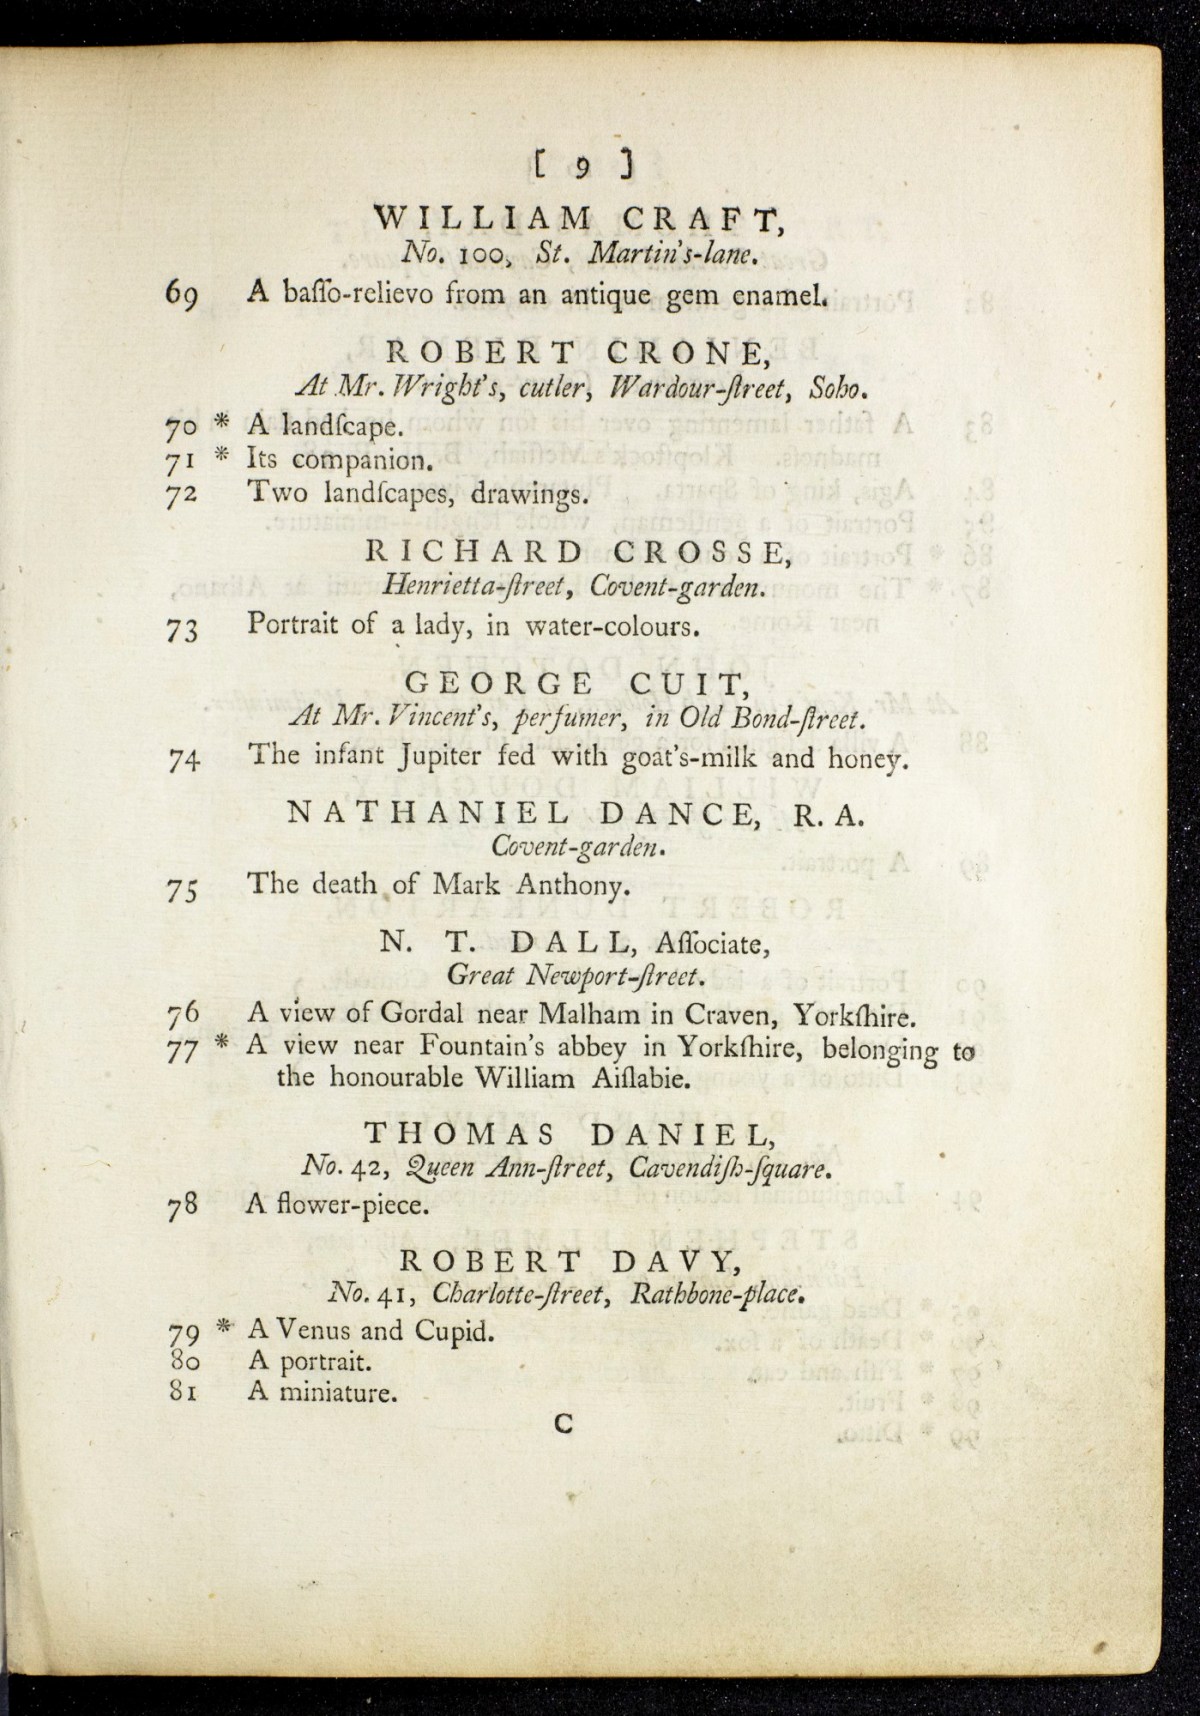 [ 9 ]
WILLIAM CRAFT,
No. 100, St. Martin's-lane.
69 A baſſo-relievo from an antique gem enamel.
ROBERT CRONE,
At Mr. Wright's, cutler, Wardour-ſtreet, Soho.
70 * A landſcape.
71 * Its companion.
72 Two landſcapes, drawings.
RICHARD CROSSE,
Henrietta-ſtreet, Covent-garden.
73 Portrait of a lady, in water-colours.
GEORGE CUIT,
At Mr. Vincent's, perfumer, in Old Bond-ſtreet.
74 The infant Jupiter fed with goat's-milk and honey.
NATHANIEL DANCE, R. A.
Covent-garden.
75 The death of Mark Anthony.
N. T. DALL, Aſſociate,
Great Newport-ſtreet.
76 A view of Gordal near Malham in Craven, Yorkſhire.
77 * A view near Fountain's abbey in Yorkſhire, belonging to
the honourable William Aiſlabie.
THOMAS DANIEL,
No. 42, Queen Ann-ſtreet, Cavendiſh-ſquare.
78 A flower-piece.
ROBERT DAVY,
No. 41, Charlotte-ſtreet, Rathbone-place.
79 * A Venus and Cupid.
80 A portrait.
81 A miniature.
C